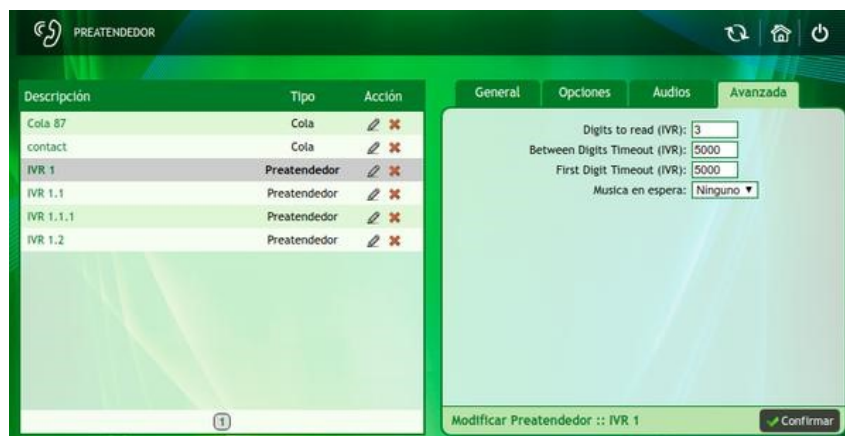 PREATENDEDOR
Descripción Tipo Acción
Cola 87 Cola
contact Cola
IVR 1 Preatendedor
IVR 1.1 Preatendedor
IVR 1.1.1 Preatendedor
IVR 1.2 Preatendedor
1
General Opciones Audios Avanzada
Digits to read (IVR): 3
Between Digits Timeout (IVR): 5000
First Digit Timeout (IVR): 5000
Musica en espera: Ninguno
Modificar Preatendedor :: IVR 1
Confirmar